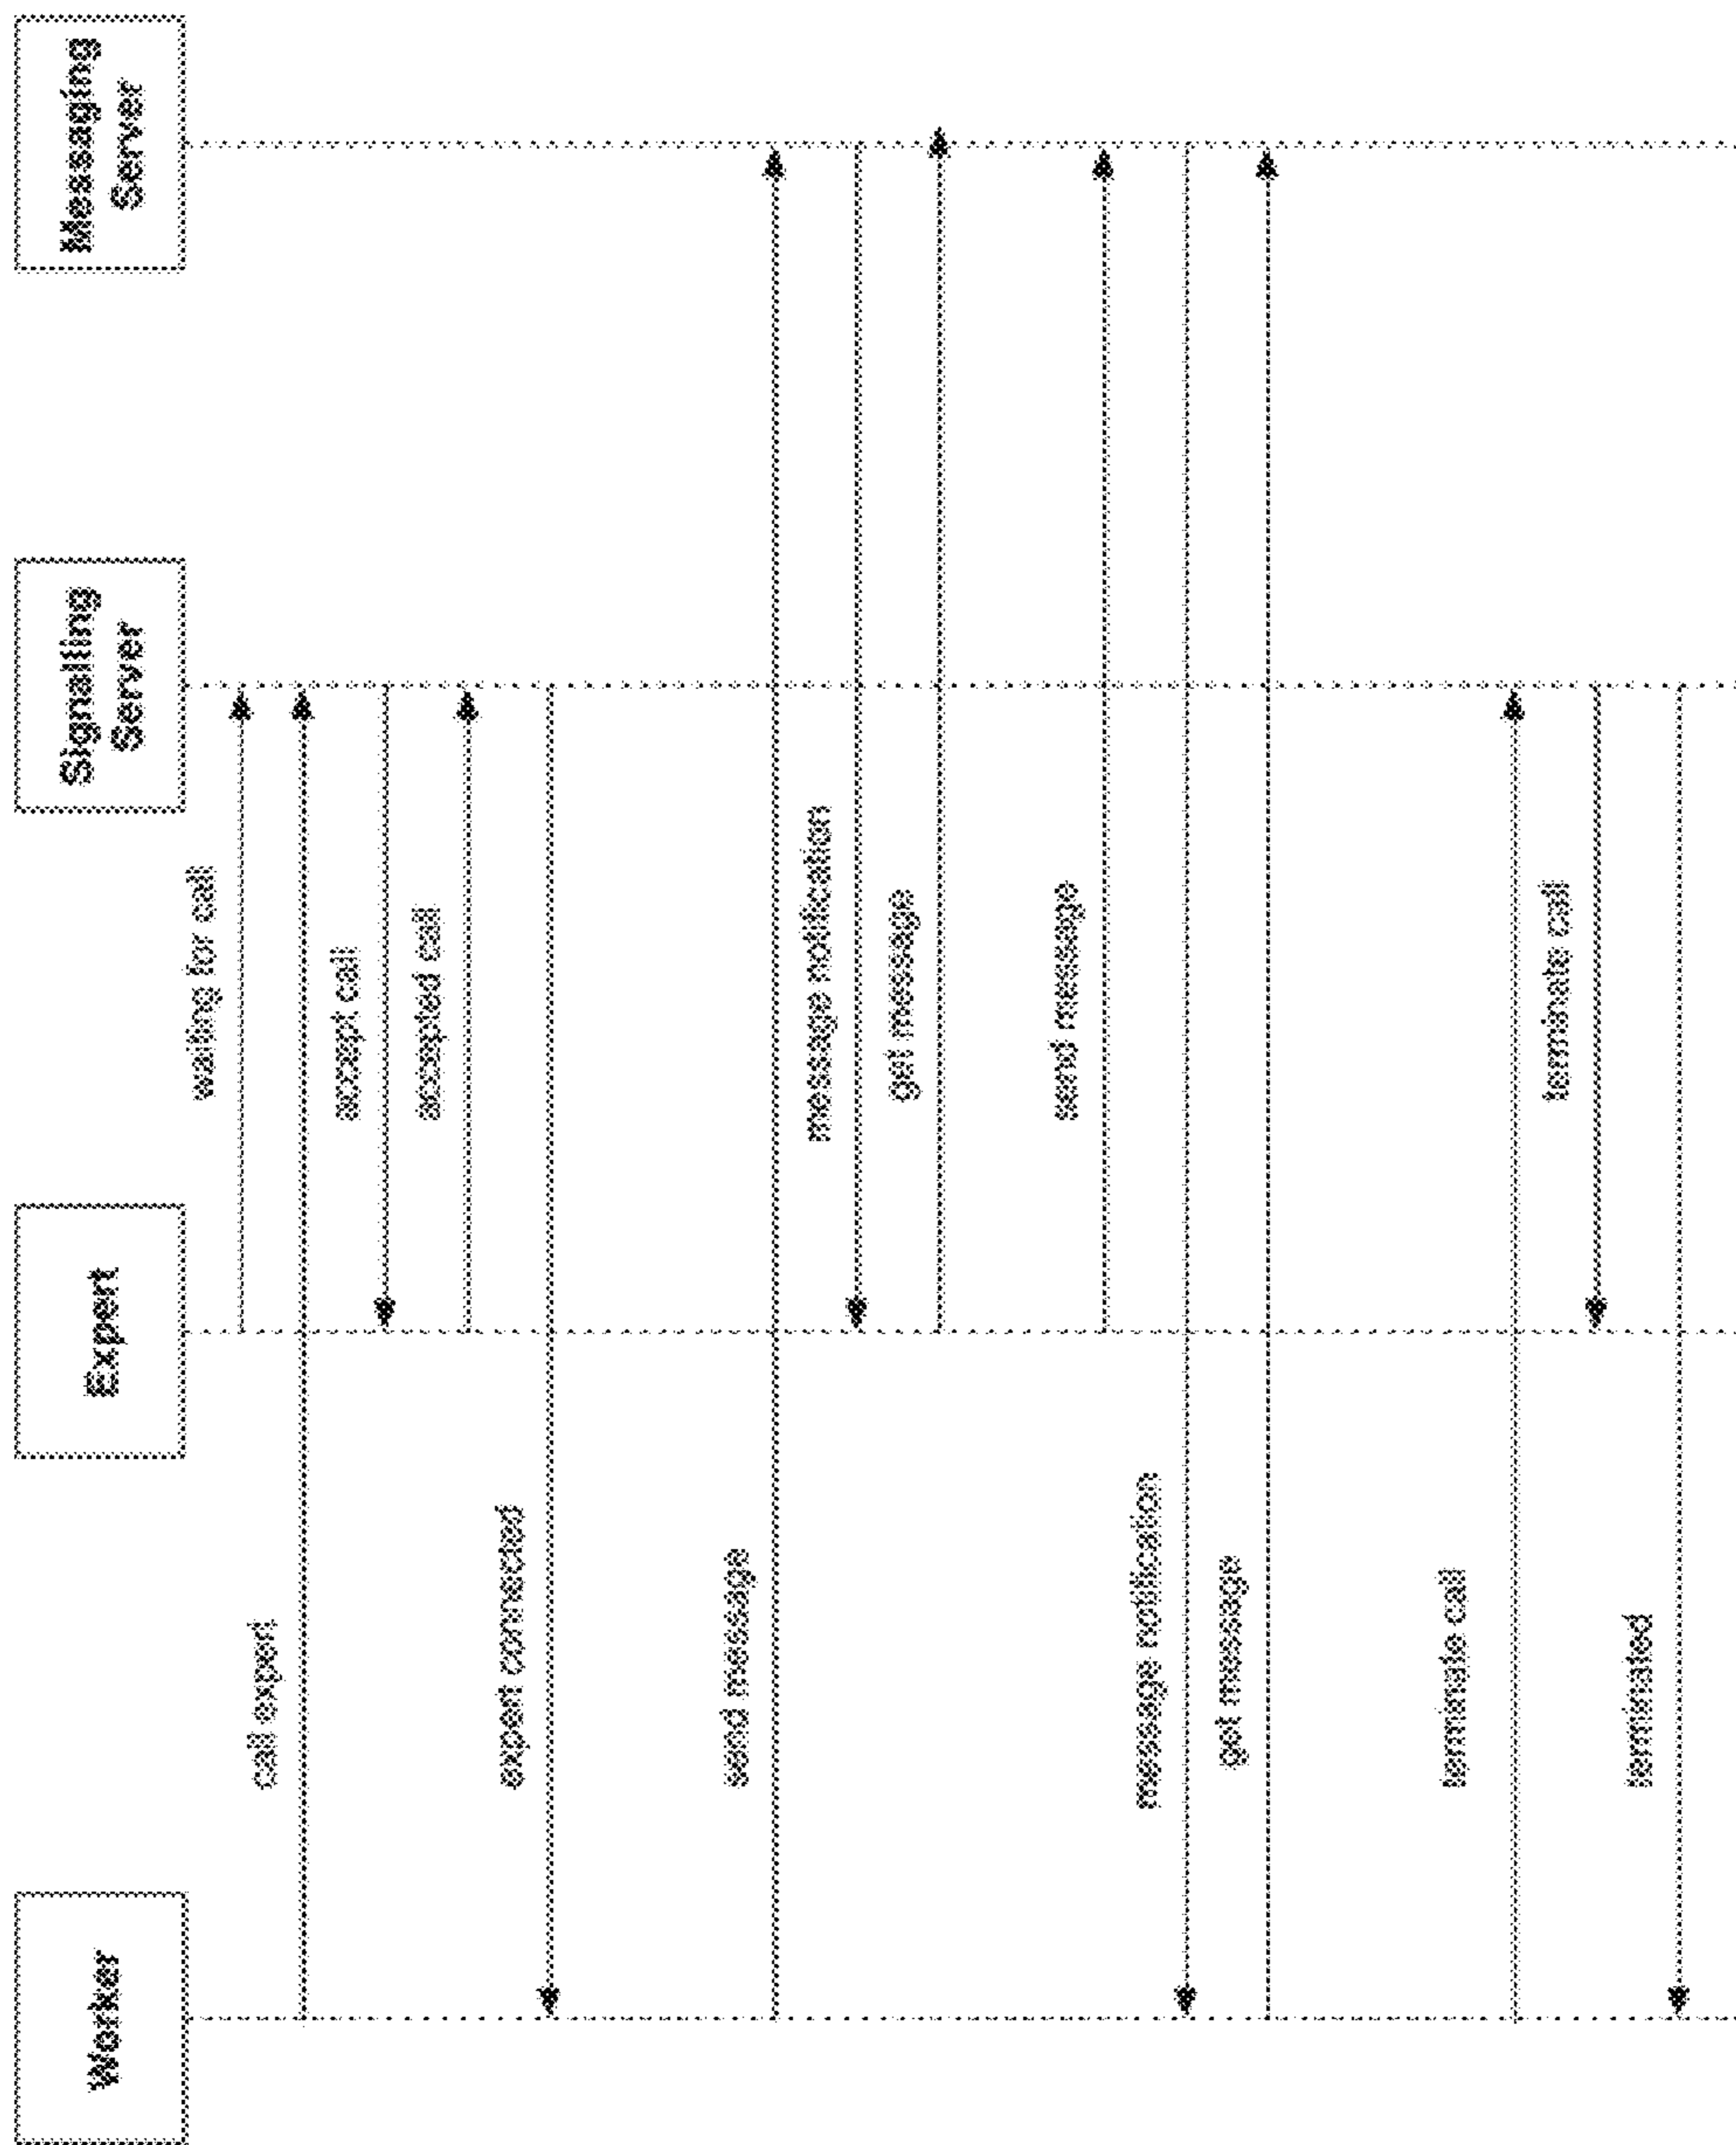 Worker
Expert
Signalling
Server
Messaging
Server
waiting for call
call expert
accept call
accepted call
expert connected
send message
message notification
get message
send message
message notification
get message
terminate call
terminate call
terminated